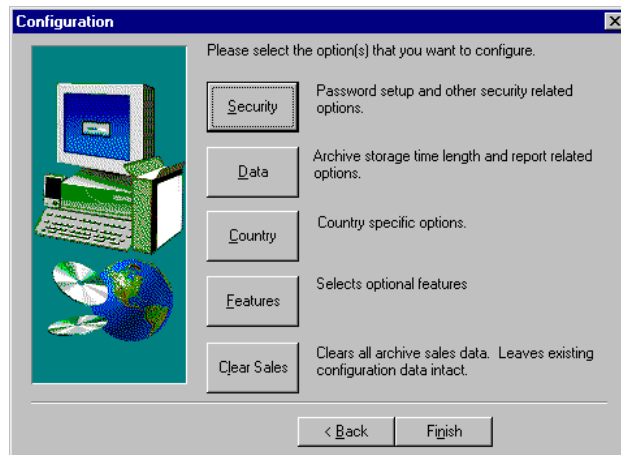 Configuration
Please select the option(s) that you want to configure.
Security
Password setup and other security related
options.
Data
Archive storage time length and report related
options.
Country
Country specific options.
Features
Selects optional features
Clear Sales
Clears all archive sales data. Leaves existing
configuration data intact.
< Back
Finish